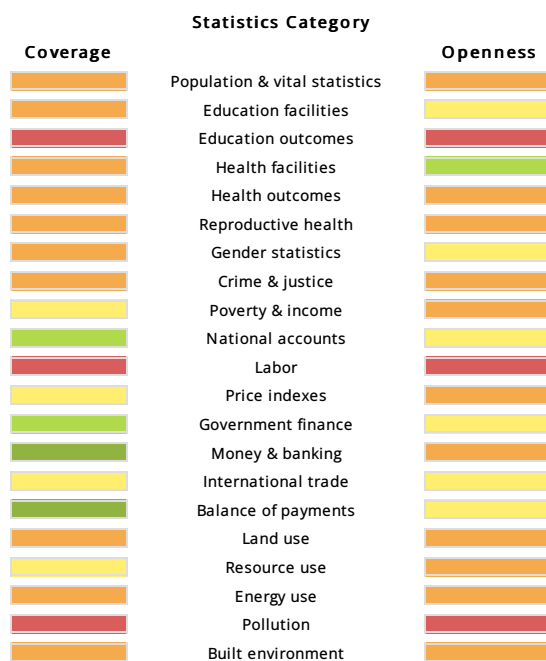 Statistics Category
Coverage
Openness
Population & vital statistics
Education facilities
Education outcomes
Health facilities
Health outcomes
Reproductive health
Gender statistics
Crime & justice
Poverty & income
National accounts
Labor
Price indexes
Government finance
Money & banking
International trade
Balance of payments
Land use
Resource use
Energy use
Pollution
Built environment